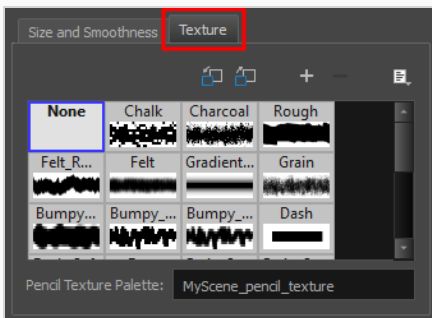 Size and Smoothness Texture
None Chalk Charcoal Rough
Felt_R... Felt Gradient... Grain
Bumpy... Bumpy_... Bumpy_... Dash
Pencil Texture Palette: MyScene_pencil_texture